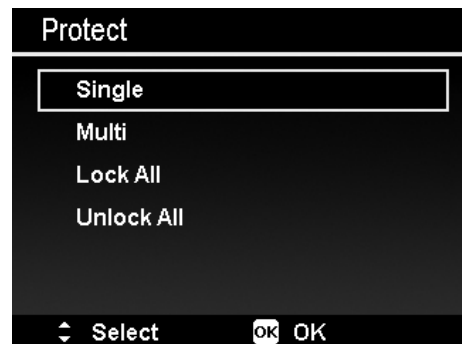 Protect
Single
Multi
Lock All
Unlock All
Select OK OK